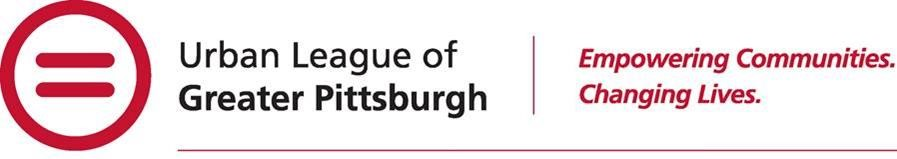 Urban League of
Greater Pittsburgh
Empowering Communities.
Changing Lives.